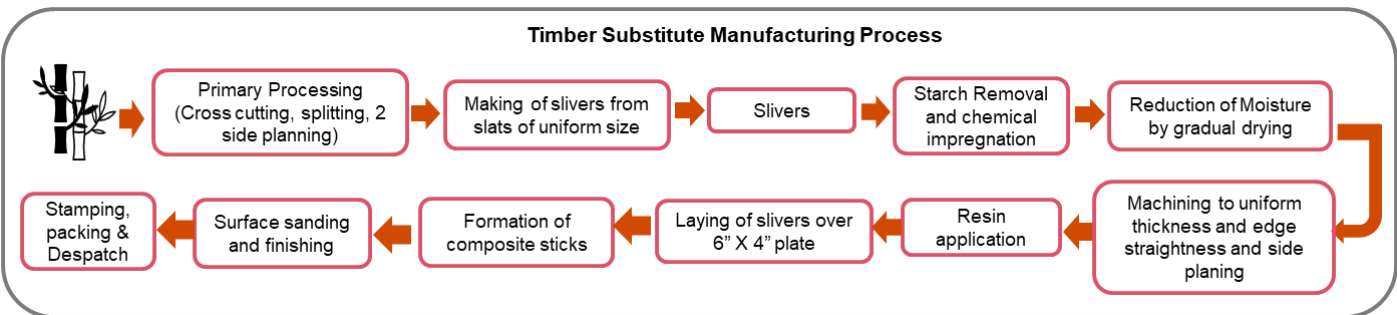 Timber Substitute Manufacturing Process
Primary Processing
(Cross cutting, splitting, 2
side planning)
Making of slivers from
slats of uniform size
Slivers
Starch Removal
and chemical
impregnation
Reduction of Moisture
by gradual drying
Machining to uniform
thickness and edge
straightness and side
planing
Resin
application
Laying of slivers over
6” X 4” plate
Formation of
composite sticks
Surface sanding
and finishing
Stamping,
packing &
Despatch